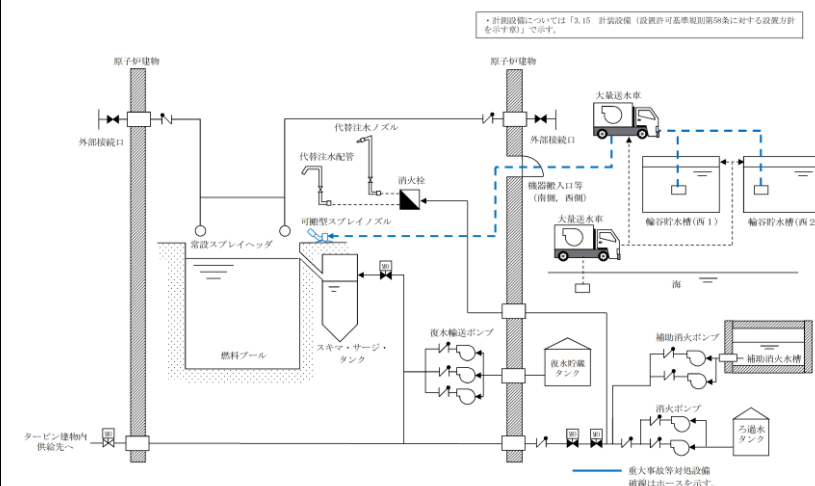 ・計測設備については「3.15 計装設備（設置許可基準規則第58条に対する設置方針
を示す章）」で示す。
原子炉建物
原子炉建物
大量送水車
外部接続口
代替注水ノズル
外部接続口
代替注水配管
消火栓
機器搬入口等
（南側，西側）
可搬型スプレイノズル
大量送水車
輪谷貯水槽(西1)
輪谷貯水槽(西2
常設スプレイヘッダ
MO
海
燃料プール
スキマ・サージ・
タンク
復水輸送ポンプ
復水貯蔵
タンク
補助消火ポンプ
補助消火水槽
消火ポンプ
タービン建物内
供給先へ
MO
MO
MO
ろ過水
タンク
重大事故等対処設備
破線はホースを示す。